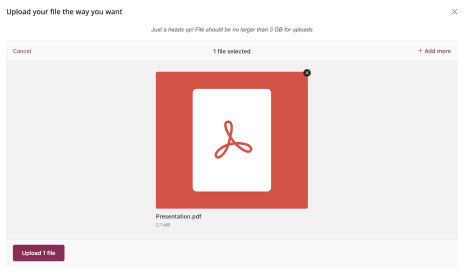 Upload your file the way you want
Just a heads up! File should be no larger than 3 GB for uploads
Cancel
1 file selected
+ Add more
Presentation.pdf
2.1 MB
Upload 1 file